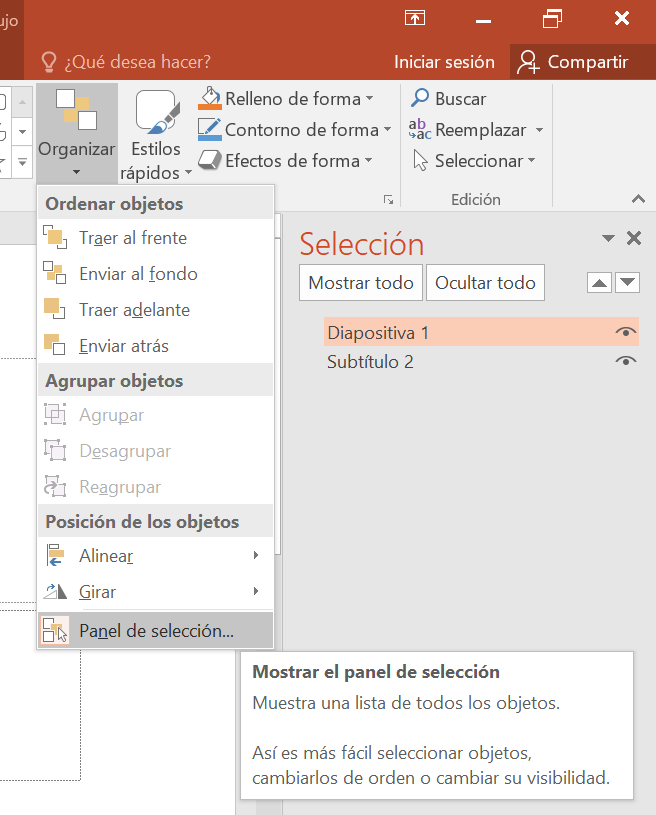 ujo
¿Qué desea hacer?
Iniciar sesión
Compartir
Organizar
Estilos
rápidos
Relleno de forma
Contorno de forma
Efectos de forma
Buscar
ab
ac
Reemplazar
Seleccionar
Edición
Ordenar objetos
Traer al frente
Enviar al fondo
Traer adelante
Enviar atrás
Agrupar objetos
Agrupar
Desagrupar
Reagrupar
Posición de los objetos
Alinear
Girar
Panel de selección...
Selección
Mostrar todo
Ocultar todo
Diapositiva 1
Subtítulo 2
Mostrar el panel de selección
Muestra una lista de todos los objetos.
Así es más fácil seleccionar objetos,
cambiarlos de orden o cambiar su visibilidad.